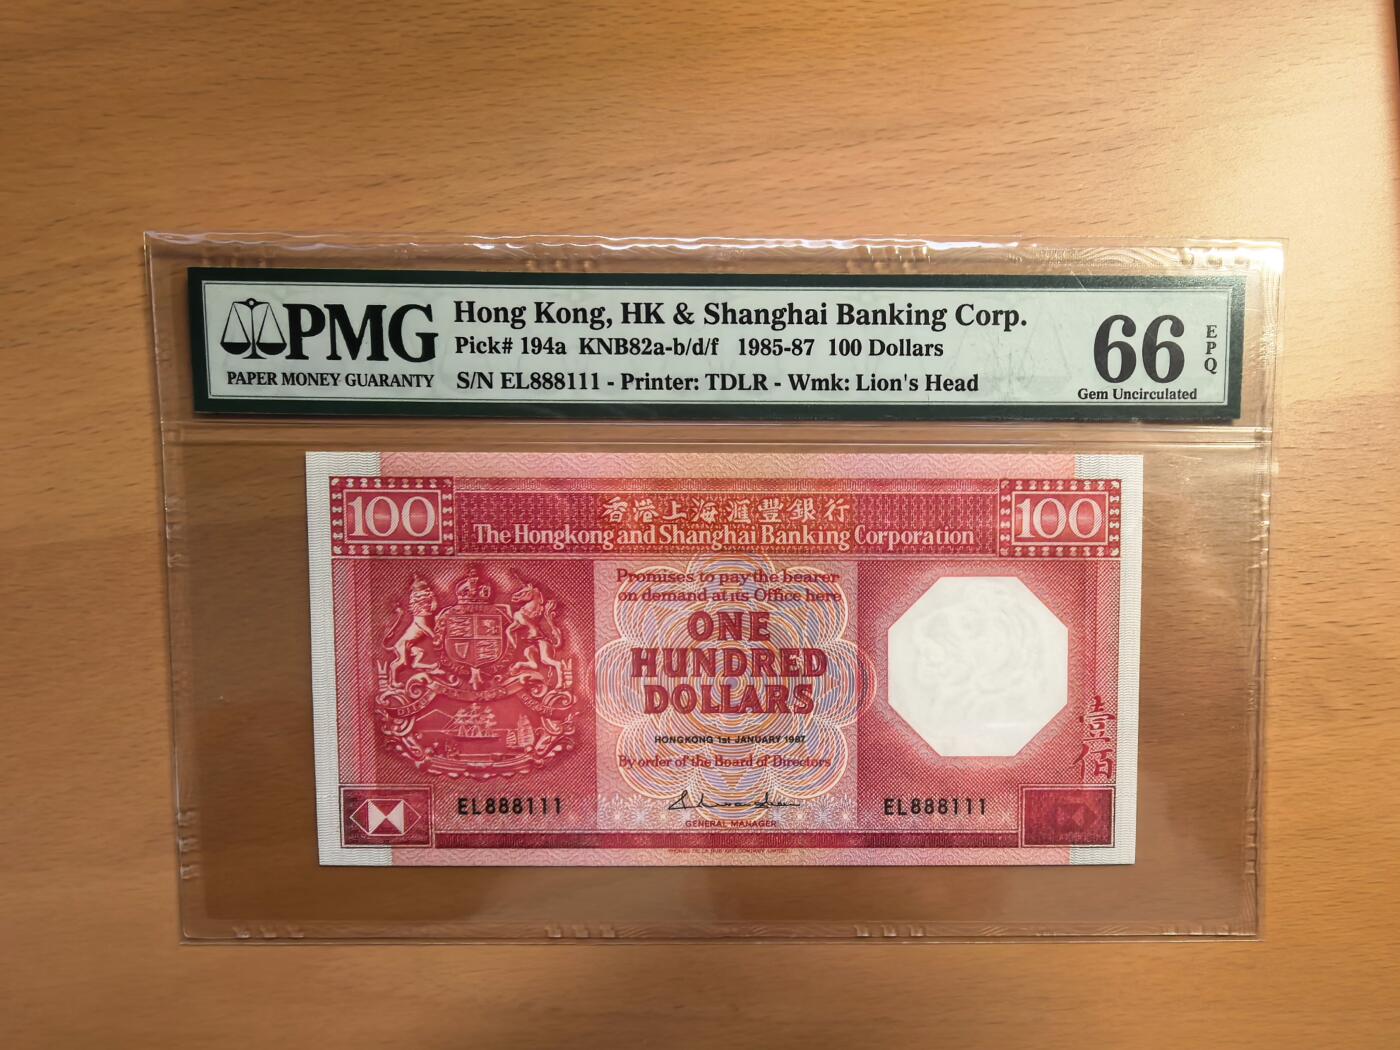 PMG
PAPER MONEY GUARANTY
Hong Kong, HK & Shanghai Banking Corp.
Pick# 194a KNB82a-b/d/f 1985-87 100 Dollars
S/N EL888111 - Printer: TDLR - Wmk: Lion's Head
66
EPQ
Gem Uncirculated
100
香港上海滙豐銀行
100
The Hongkong and Shanghai Banking Corporation
Promises to pay the bearer
on demand at its Office here
ONE
HUNDRED
DOLLARS
HONGKONG 1st JANUARY 1987
By order of the Board of Directors
壹佰
EL888111
EL888111
GENERAL MANAGER